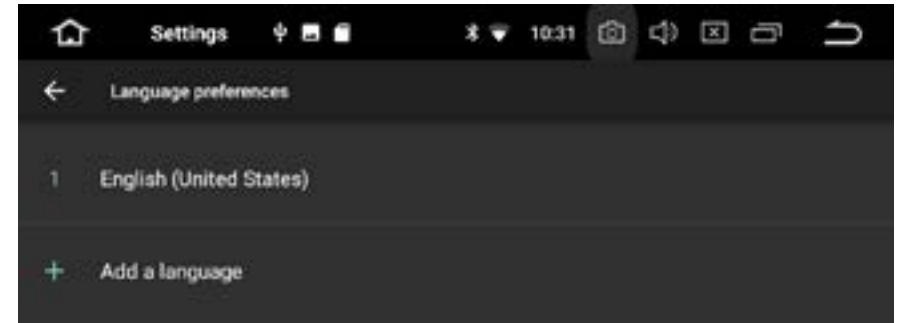 Settings 10:31
Language preferences
1 English (United States)
+ Add a language